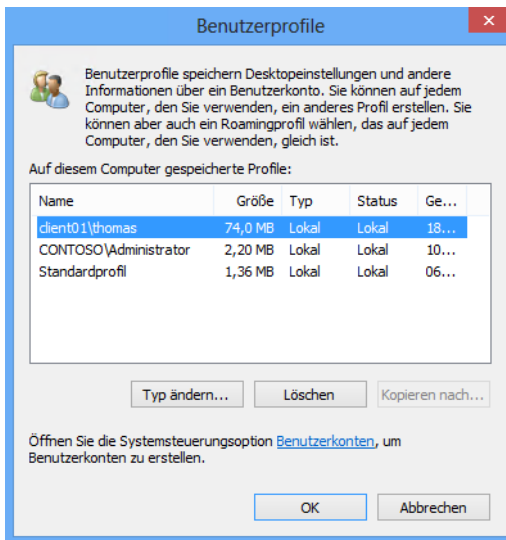 Benutzerprofile
Benutzerprofile speichern Desktopeinstellungen und andere
Informationen über ein Benutzerkonto. Sie können auf jedem
Computer, den Sie verwenden, ein anderes Profil erstellen. Sie
können aber auch ein Roamingprofil wählen, das auf jedem
Computer, den Sie verwenden, gleich ist.
Auf diesem Computer gespeicherte Profile:
Name Größe Typ Status Ge...
client01\thomas 74,0 MB Lokal Lokal 18...
CONTOSO\Administrator 2,20 MB Lokal Lokal 10...
Standardprofil 1,36 MB Lokal Lokal 06...
Typ ändern... Löschen Kopieren nach...
Öffnen Sie die Systemsteuerungsoption Benutzerkonten, um
Benutzerkonten zu erstellen.
OK Abbrechen